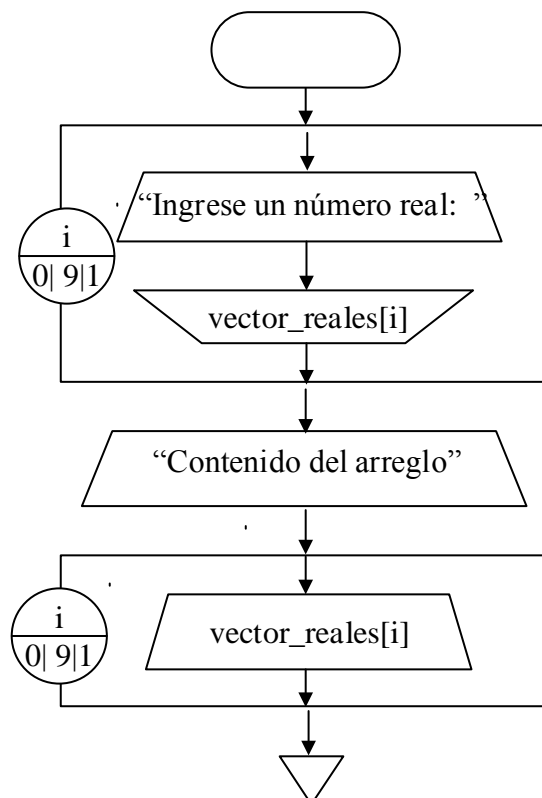 “Ingrese un número real: ”
i
0| 9|1
vector_reales[i]
“Contenido del arreglo”
i
0| 9|1
vector_reales[i]